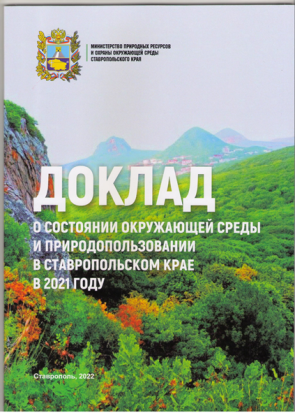 МИНИСТЕРСТВО ПРИРОДНЫХ РЕСУРСОВ
И ОХРАНЫ ОКРУЖАЮЩЕЙ СРЕДЫ
СТАВРОПОЛЬСКОГО КРАЯ
ДОКЛАД
О СОСТОЯНИИ ОКРУЖАЮЩЕЙ СРЕДЫ
И ПРИРОДОПОЛЬЗОВАНИИ
В СТАВРОПОЛЬСКОМ КРАЕ
В 2021 ГОДУ
Ставрополь, 2022